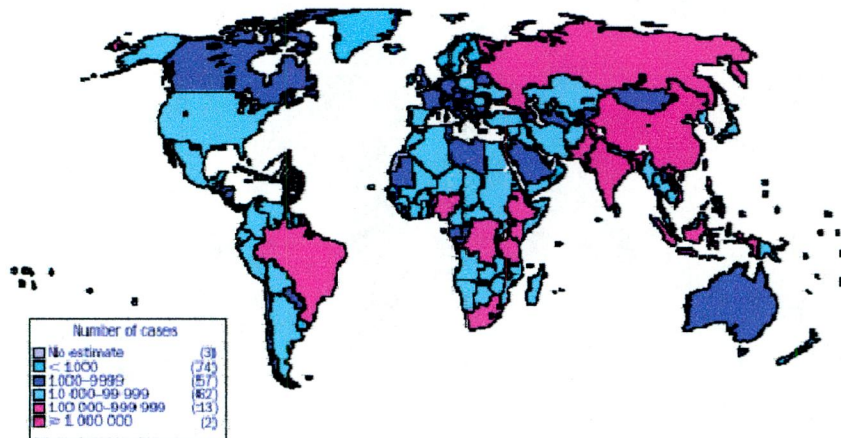 Number of cases
No estimate (3)
< 1000 (74)
1000–9999 (57)
10 000–99 999 (62)
100 000–999 999 (13)
≥ 1 000 000 (2)